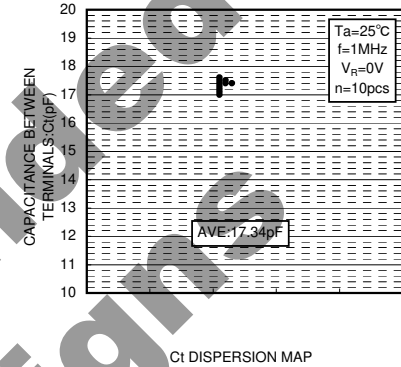 20
19
18
17
16
15
14
13
12
11
10
CAPACITANCE BETWEEN
TERMINALS:Ct(pF)
Ta=25℃
f=1MHz
VR=0V
n=10pcs
AVE:17.34pF
Ct DISPERSION MAP